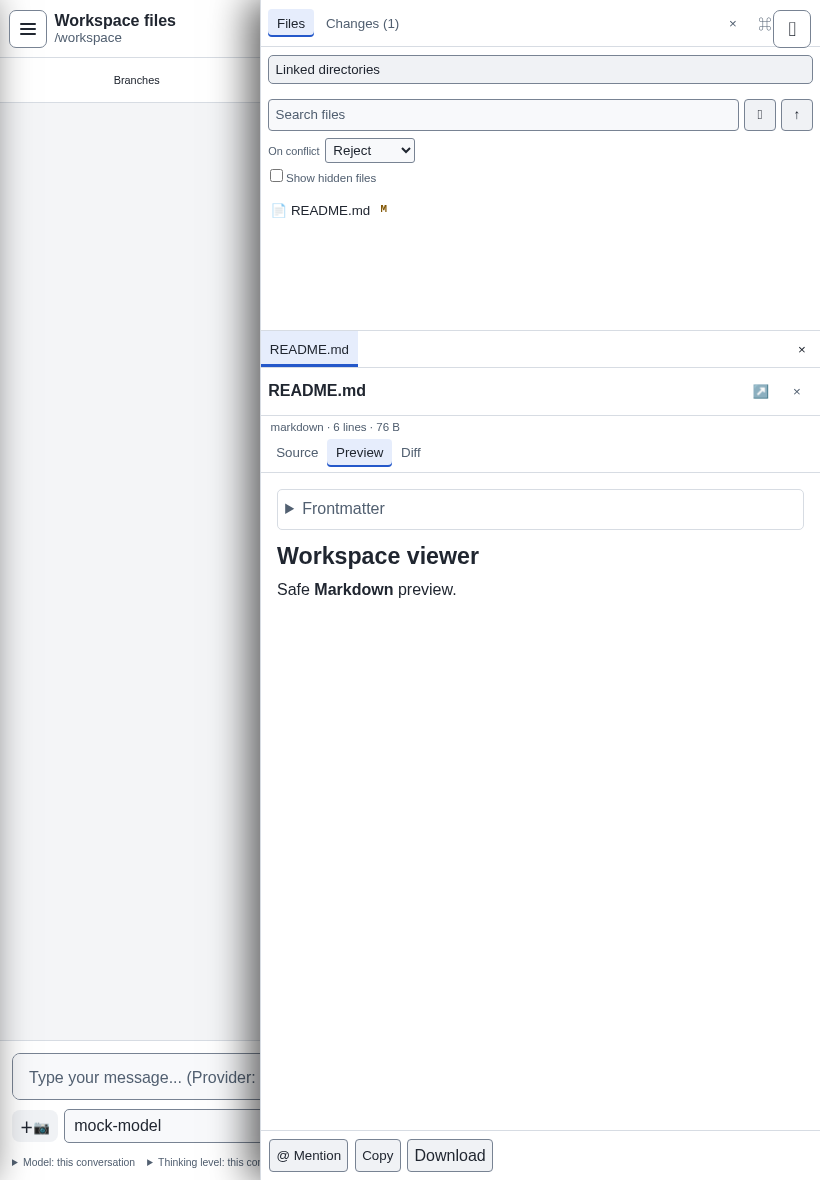 Workspace files
/workspace
Branches
Files Changes (1) × ⌘
Linked directories
Search files ↑
On conflict Reject
Show hidden files
README.md M
README.md ×
README.md ×
markdown · 6 lines · 76 B
Source Preview Diff
Frontmatter
Workspace viewer
Safe Markdown preview.
Type your message... (Provider:
+ mock-model
Model: this conversation Thinking level: this
@ Mention Copy Download